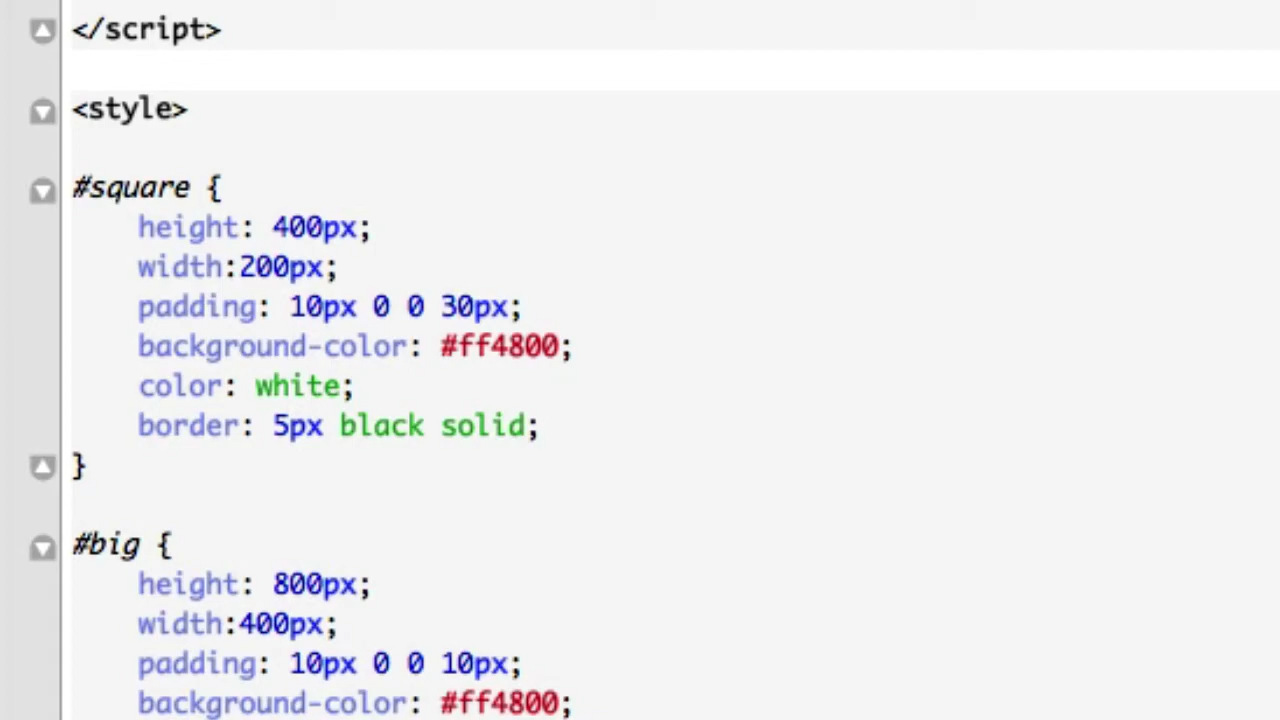 </script>
<style>
#square {
height: 400px;
width:200px;
padding: 10px 0 0 30px;
background-color: #ff4800;
color: white;
border: 5px black solid;
}
#big {
height: 800px;
width:400px;
padding: 10px 0 0 10px;
background-color: #ff4800;